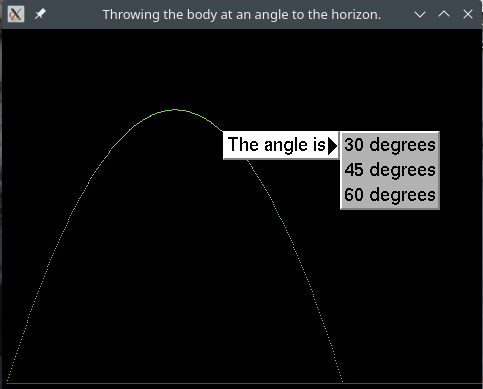 Throwing the body at an angle to the horizon.
The angle is
30 degrees
45 degrees
60 degrees